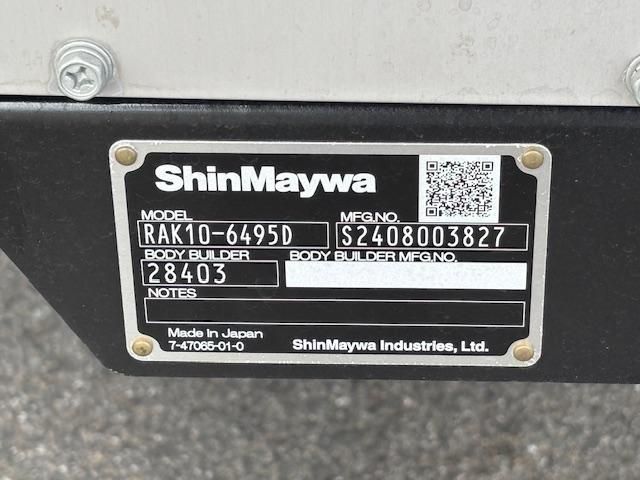 ShinMaywa
MODEL MFG.NO.
RAK10-6495D S2408003827
BODY BUILDER BODY BUILDER MFG.NO.
28403
NOTES
Made in Japan
7-47065-01-0 ShinMaywa Industries, Ltd.